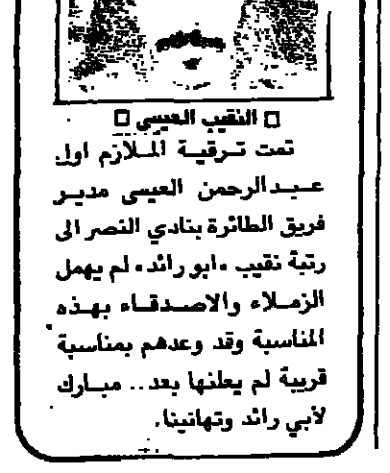 □ النقيب العيسى □
تمت ترقية الملازم اول
عبدالرحمن العيسى مدير
فريق الطائرة بنادي النصر الى
رتبة نقيب «ابو رائد» لم يهمل
الزملاء والاصدقاء بهذه
المناسبة وقد وعدهم بمناسبة
قريبة لم يعلنها بعد.. مبارك
لأبي رائد وتهانينا.